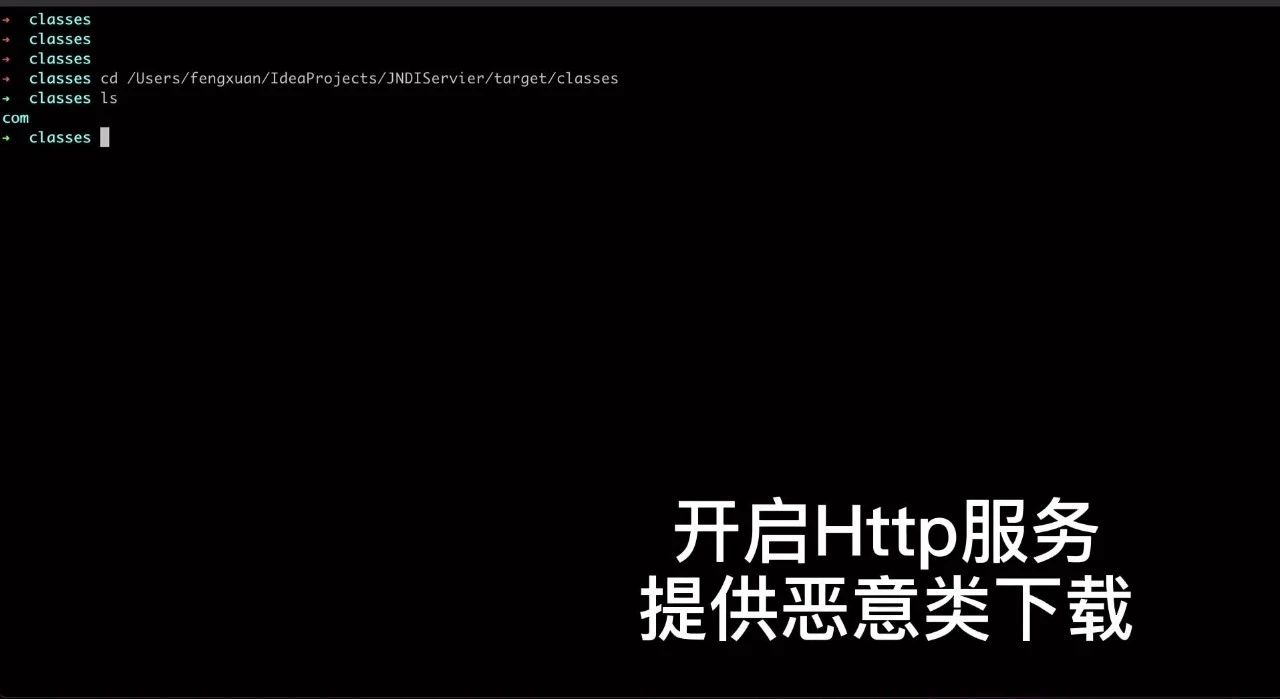 ➜ classes
➜ classes
➜ classes
➜ classes cd /Users/fengxuan/IdeaProjects/JNDIServier/target/classes
➜ classes ls
com
➜ classes
开启Http服务
提供恶意类下载